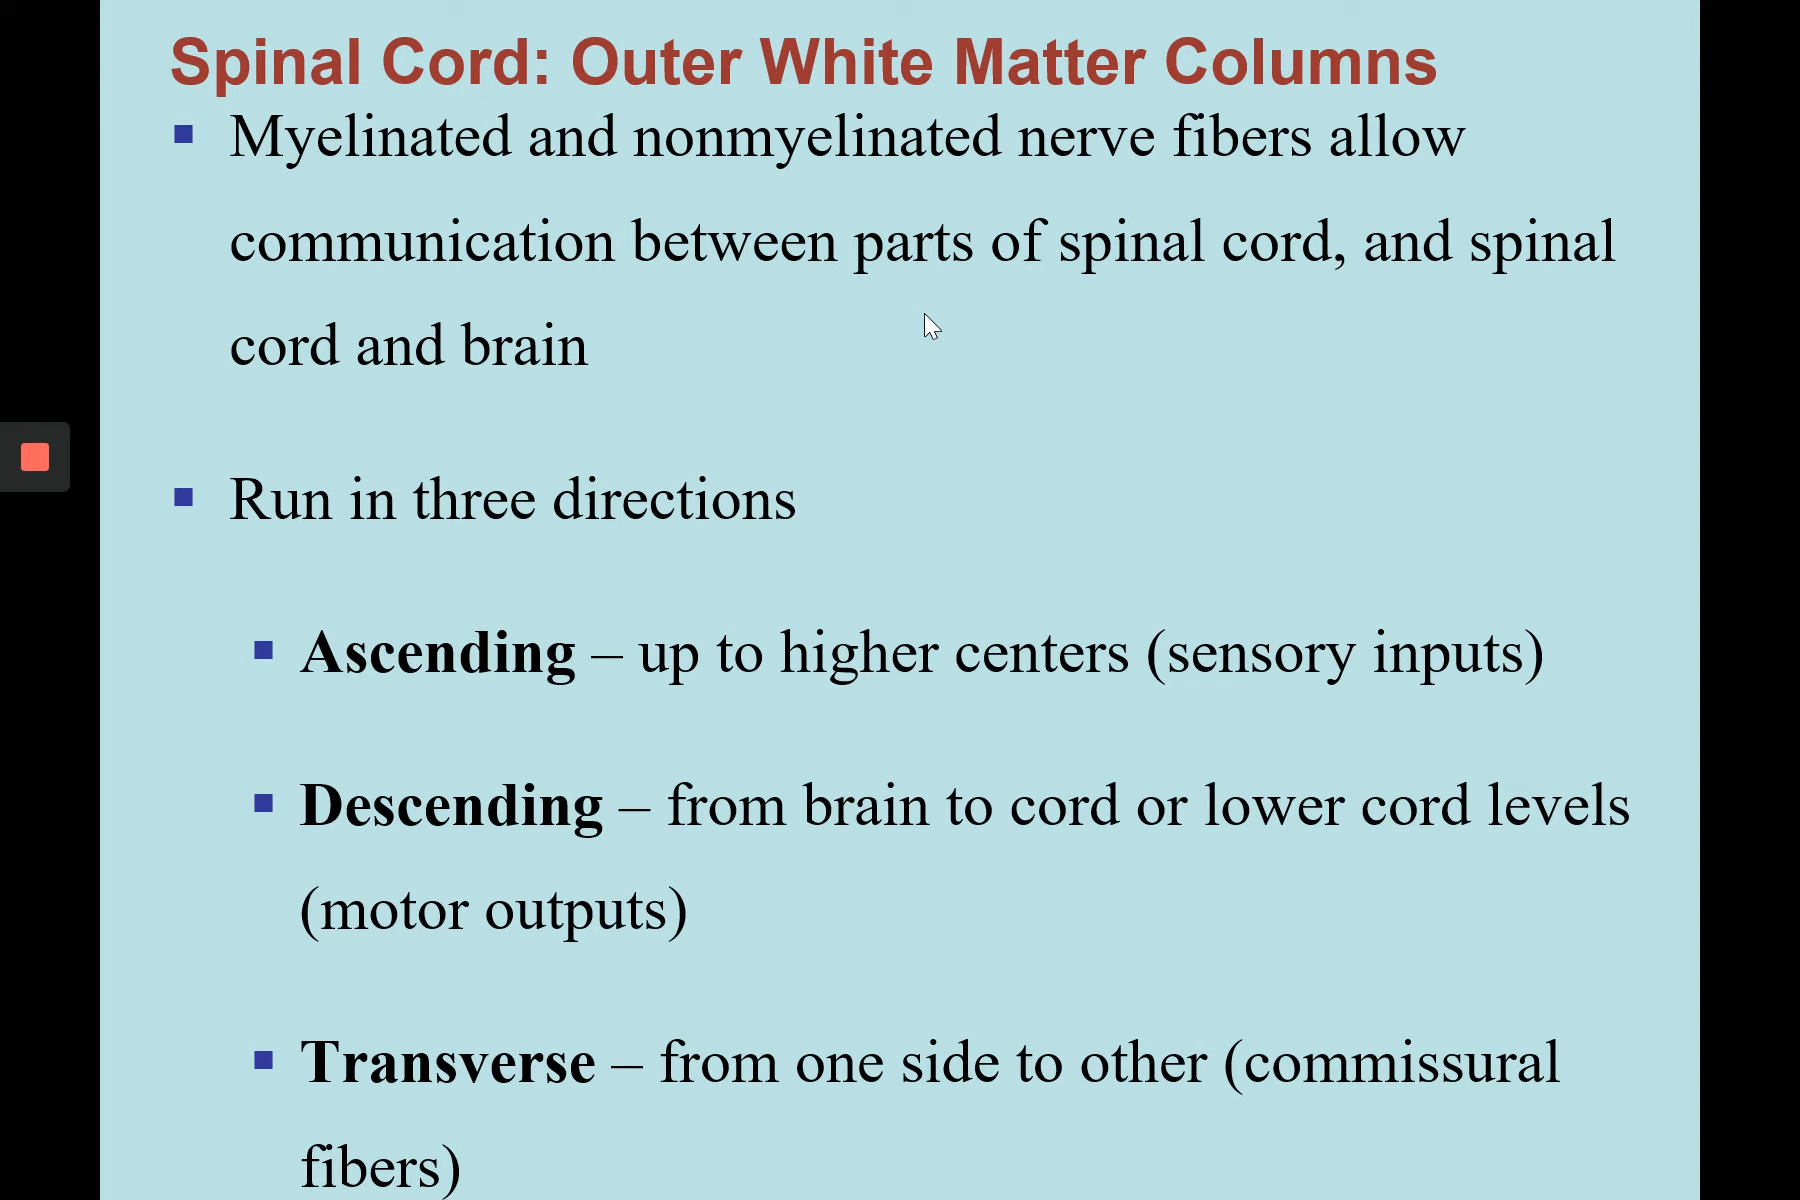 Spinal Cord: Outer White Matter Columns
Myelinated and nonmyelinated nerve fibers allow
communication between parts of spinal cord, and spinal
cord and brain
Run in three directions
Ascending – up to higher centers (sensory inputs)
Descending – from brain to cord or lower cord levels
(motor outputs)
Transverse – from one side to other (commissural
fibers)